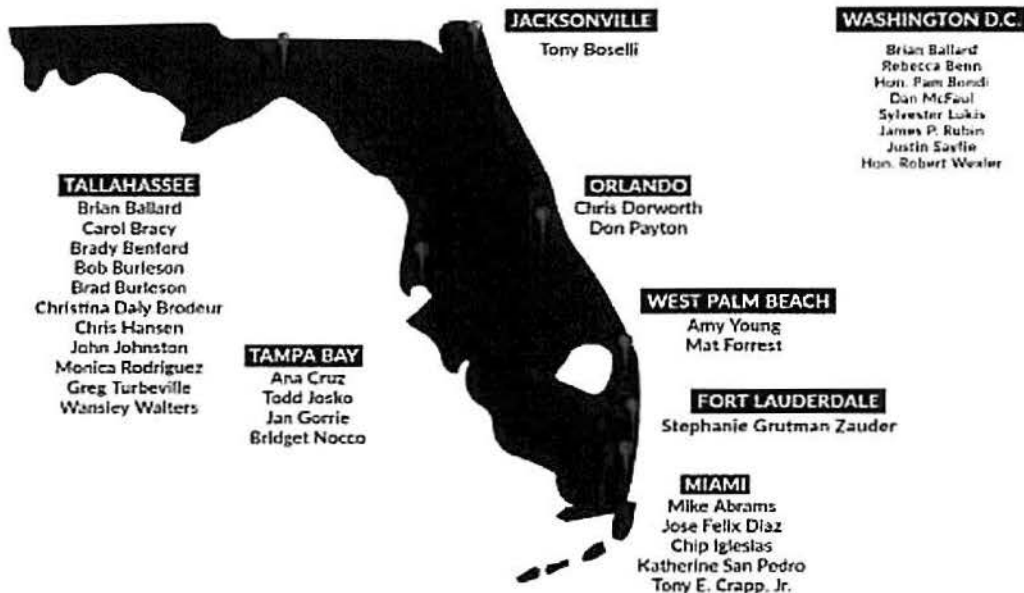 JACKSONVILLE
Tony Boselli
WASHINGTON D.C.
Brian Ballard
Rebecca Benn
Hon. Pam Bondi
Dan McFaul
Sylvester Lukis
James P. Rubin
Justin Sayfie
Hon. Robert Wexler
TALLAHASSEE
Brian Ballard
Carol Bracy
Brady Benford
Bob Burleson
Brad Burleson
Christina Daly Brodeur
Chris Hansen
John Johnston
Monica Rodriguez
Greg Turbeville
Wansley Walters
ORLANDO
Chris Dorworth
Don Payton
TAMPA BAY
Ana Cruz
Todd Josko
Jan Gorrie
Bridget Nocco
WEST PALM BEACH
Amy Young
Mat Forrest
FORT LAUDERDALE
Stephanie Grutman Zauder
MIAMI
Mike Abrams
Jose Felix Diaz
Chip Iglesias
Katherine San Pedro
Tony E. Crapp, Jr.